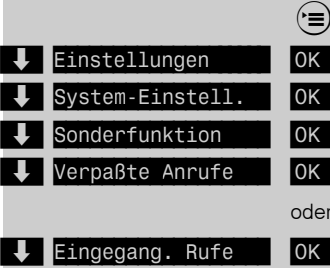 Einstellungen OK
System-Einstell. OK
Sonderfunktion OK
Verpaßte Anrufe OK
oder
Eingegang. Rufe OK